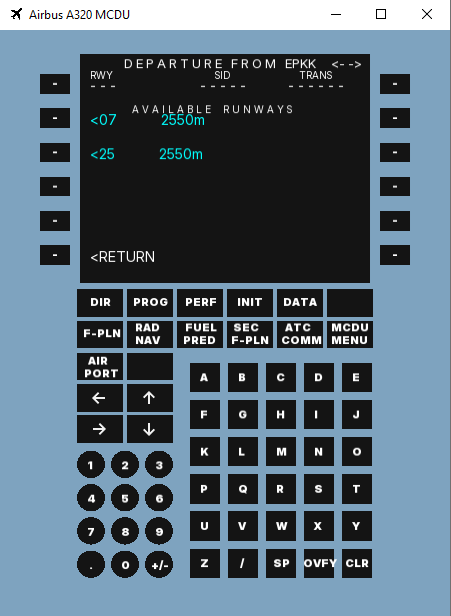 Airbus A320 MCDU
DEPARTURE FROM EPKK <-->
RWY SID TRANS
--- ----- ------
AVAILABLE RUNWAYS
<07 2550m
<25 2550m
<RETURN
- -
- -
- -
- -
- -
- -
DIR PROG PERF INIT DATA
F-PLN RAD NAV FUEL PRED SEC F-PLN ATC COMM MCDU MENU
AIR PORT
← ↑
→ ↓
A B C D E
F G H I J
K L M N O
P Q R S T
U V W X Y
Z / SP OVFY CLR
1 2 3
4 5 6
7 8 9
. 0 +/-